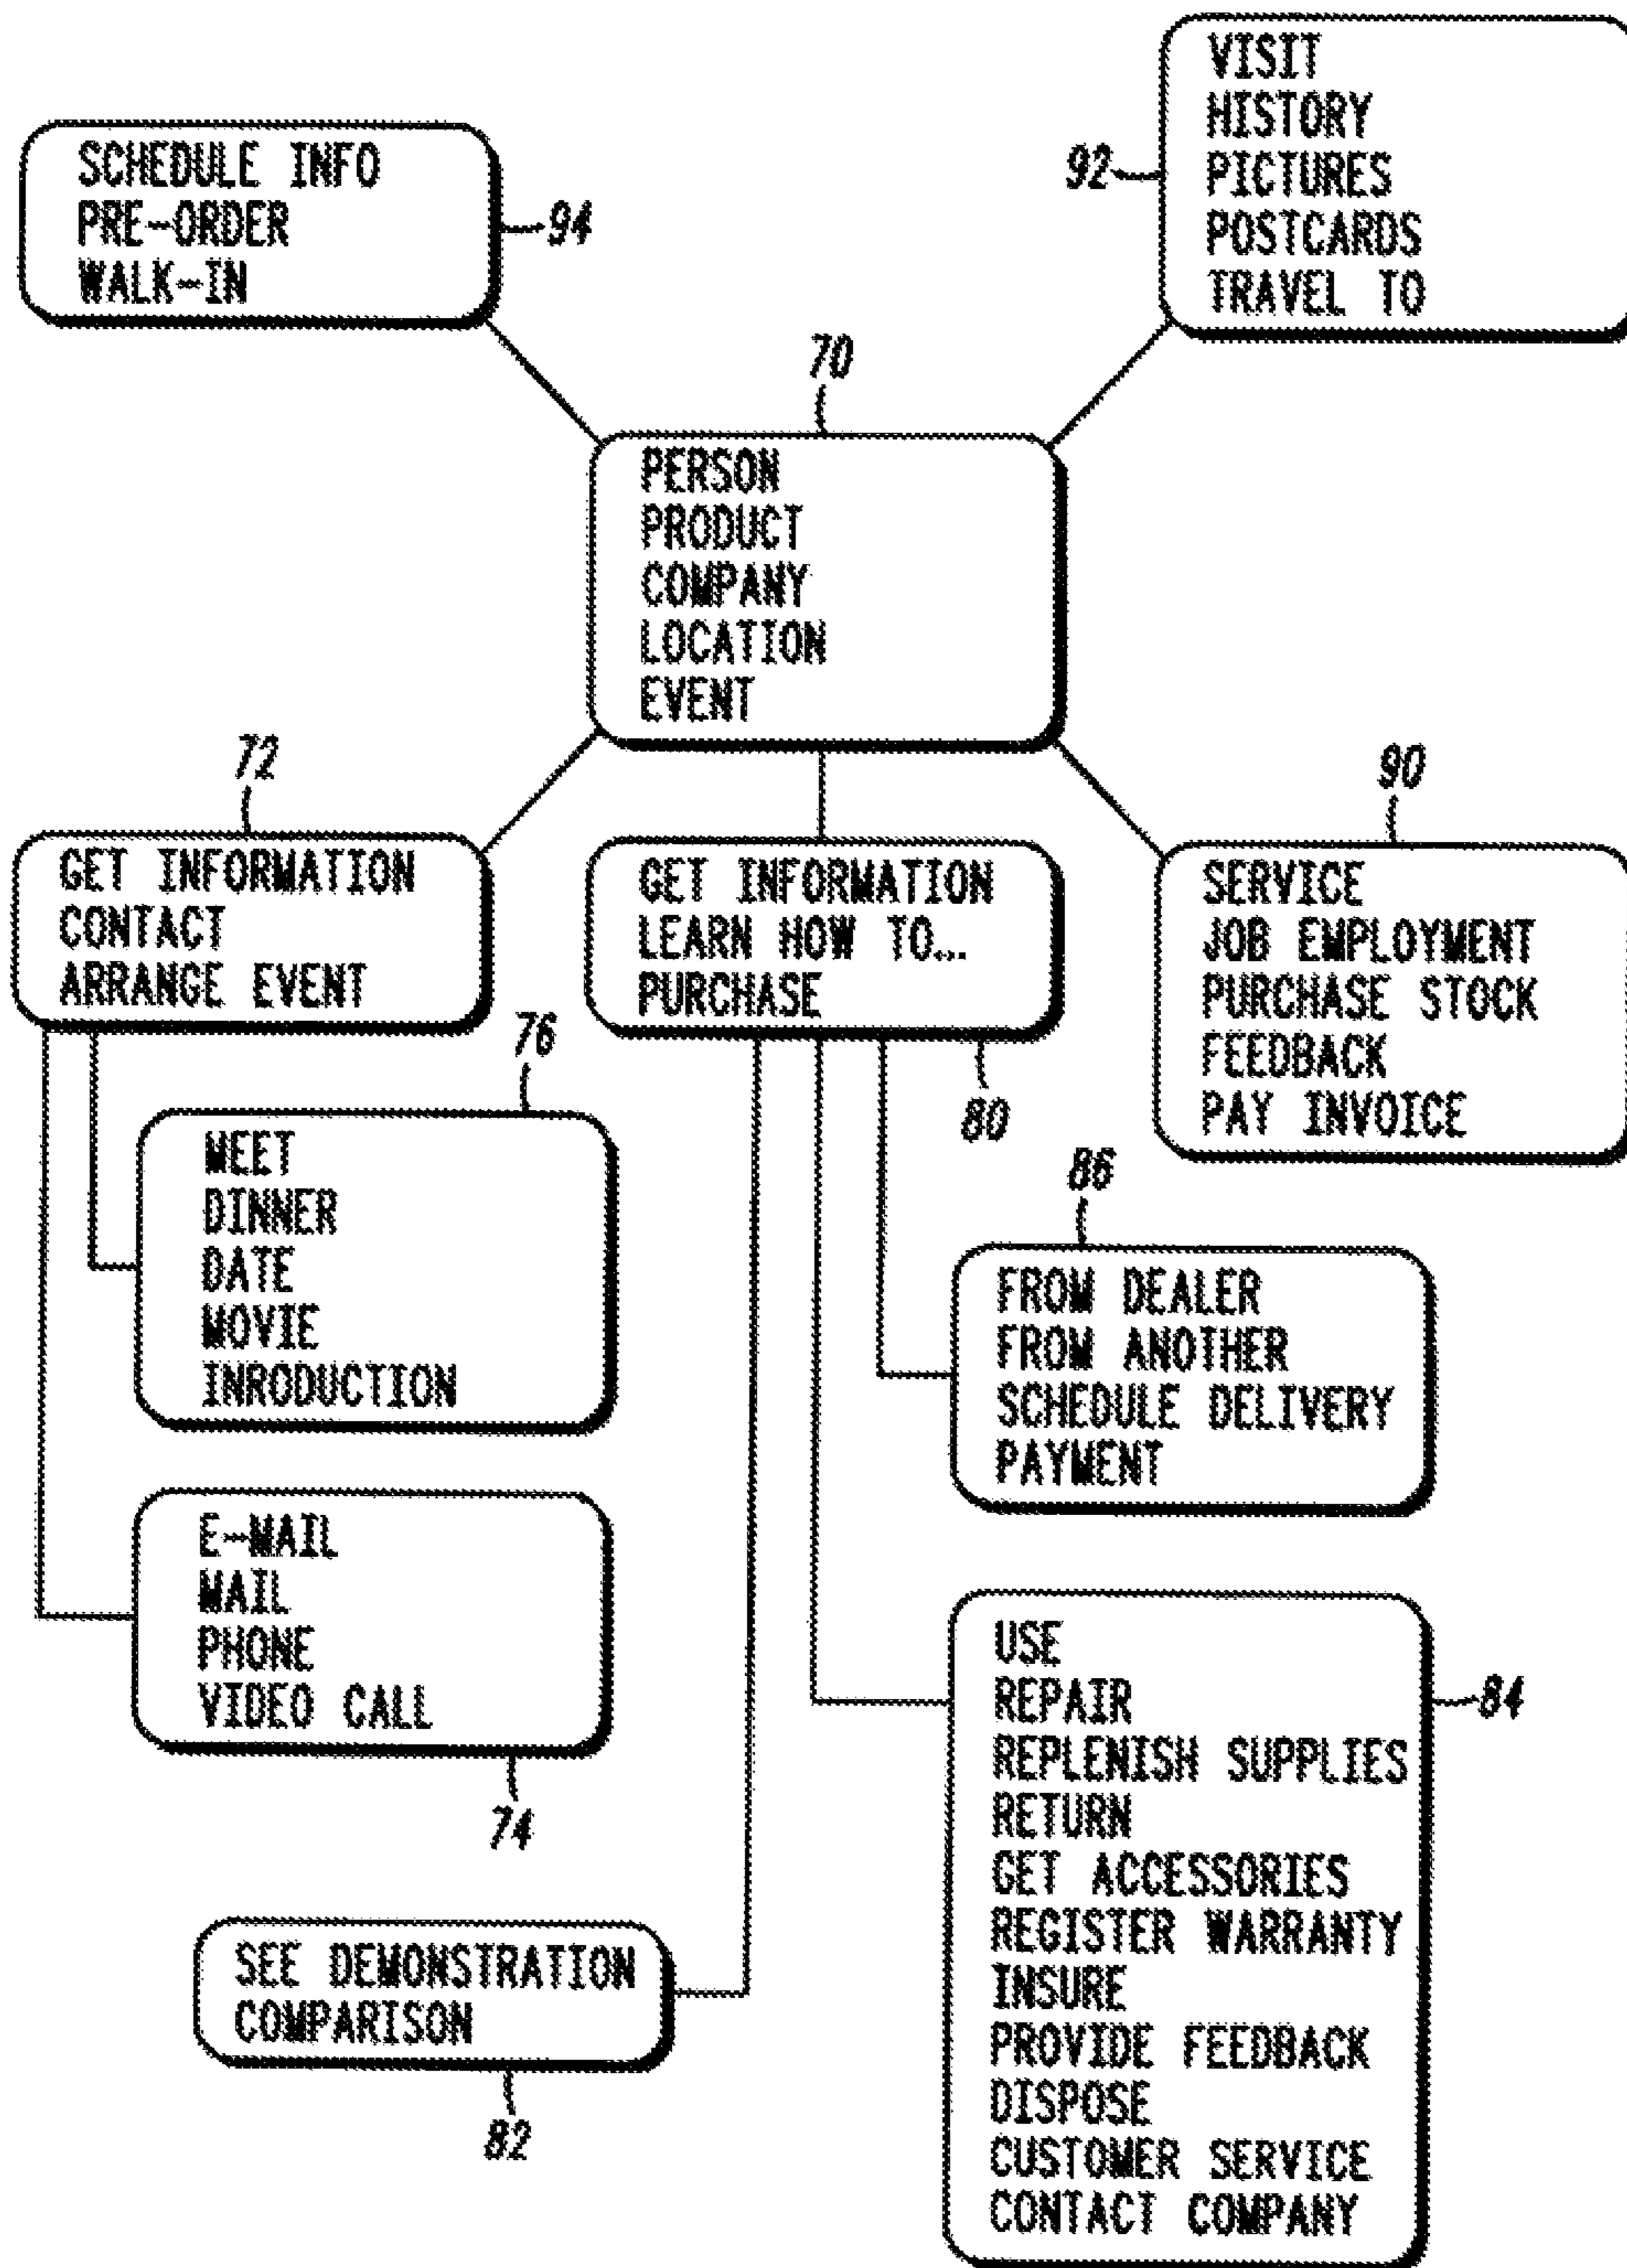 SCHEDULE INFO
PRE-ORDER
WALK-IN
94
VISIT
HISTORY
PICTURES
POSTCARDS
TRAVEL TO
92
70
PERSON
PRODUCT
COMPANY
LOCATION
EVENT
72
GET INFORMATION
CONTACT
ARRANGE EVENT
GET INFORMATION
LEARN HOW TO...
PURCHASE
80
90
SERVICE
JOB EMPLOYMENT
PURCHASE STOCK
FEEDBACK
PAY INVOICE
76
MEET
DINNER
DATE
MOVIE
INRODUCTION
86
FROM DEALER
FROM ANOTHER
SCHEDULE DELIVERY
PAYMENT
E-MAIL
MAIL
PHONE
VIDEO CALL
74
USE
REPAIR
REPLENISH SUPPLIES
RETURN
GET ACCESSORIES
REGISTER WARRANTY
INSURE
PROVIDE FEEDBACK
DISPOSE
CUSTOMER SERVICE
CONTACT COMPANY
84
SEE DEMONSTRATION
COMPARISON
82